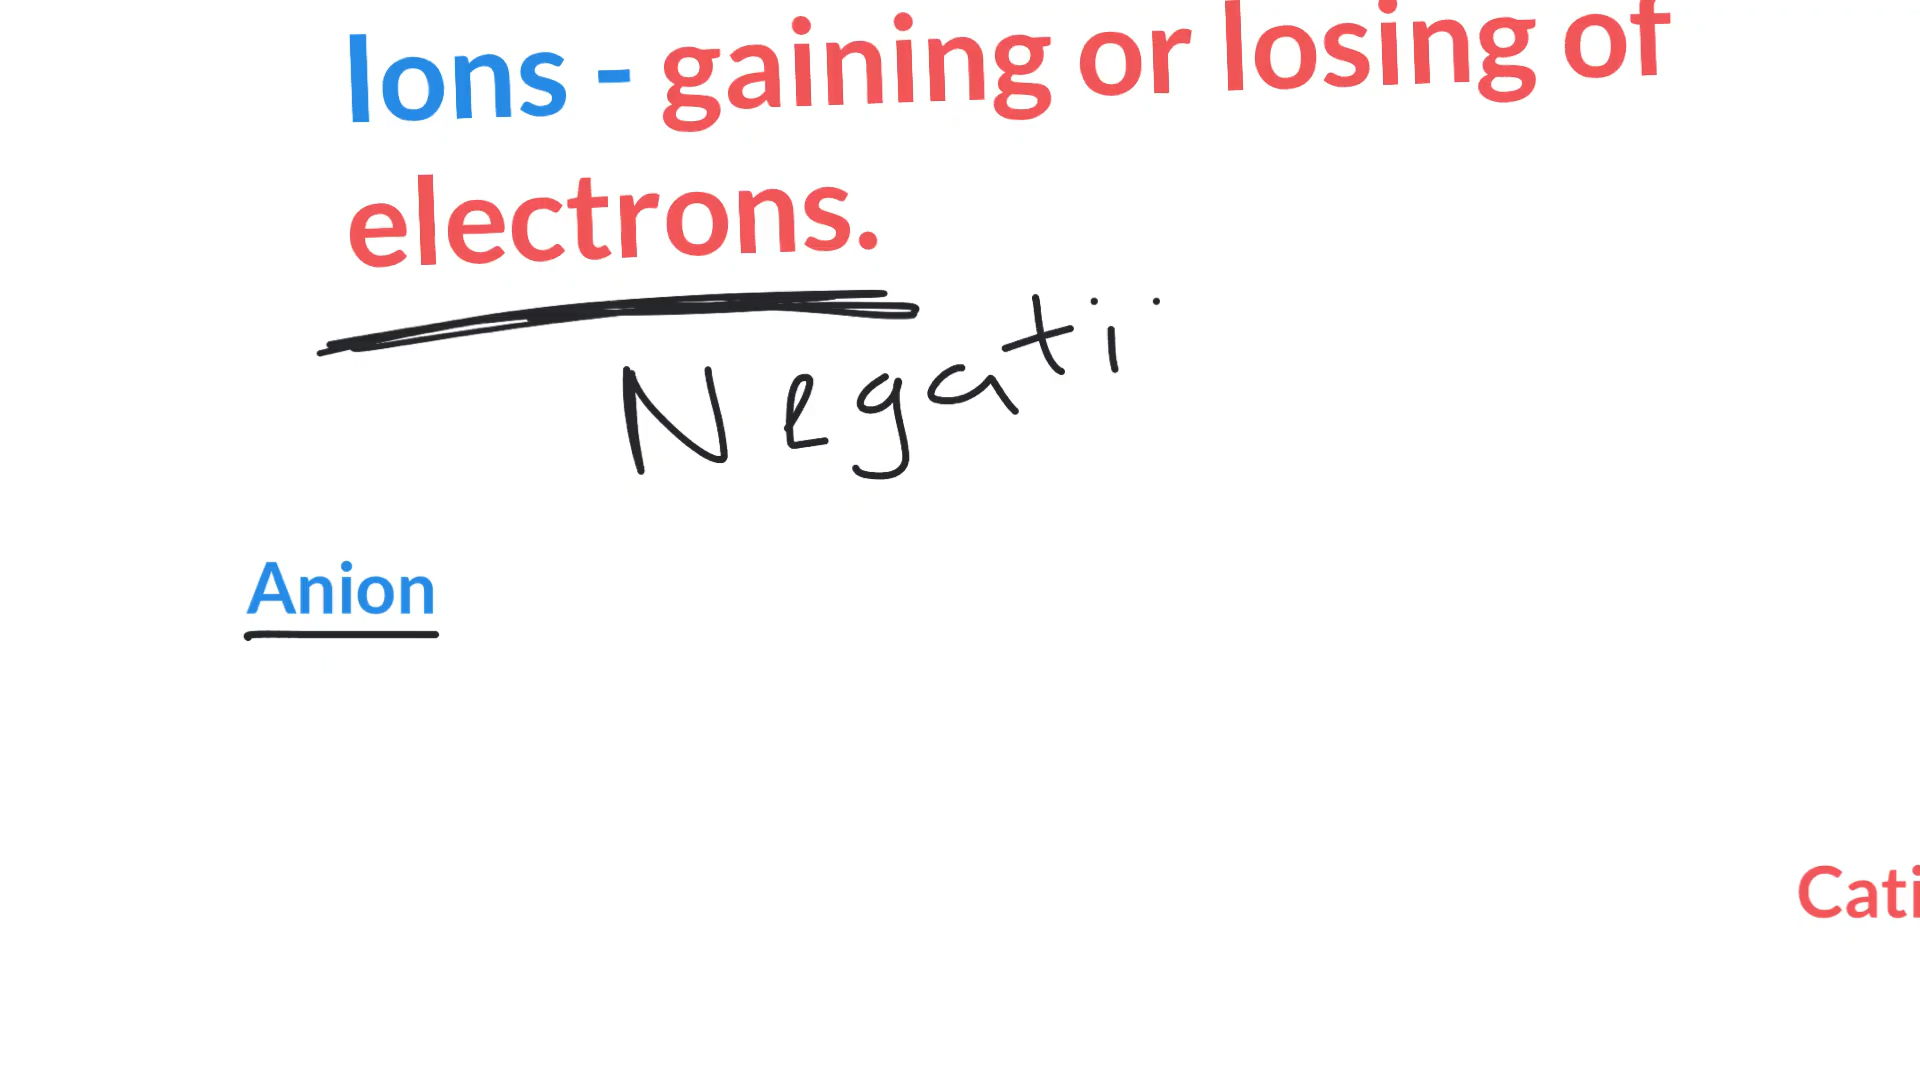 Ions - gaining or losing of
electrons.
Negati
Anion
Cati